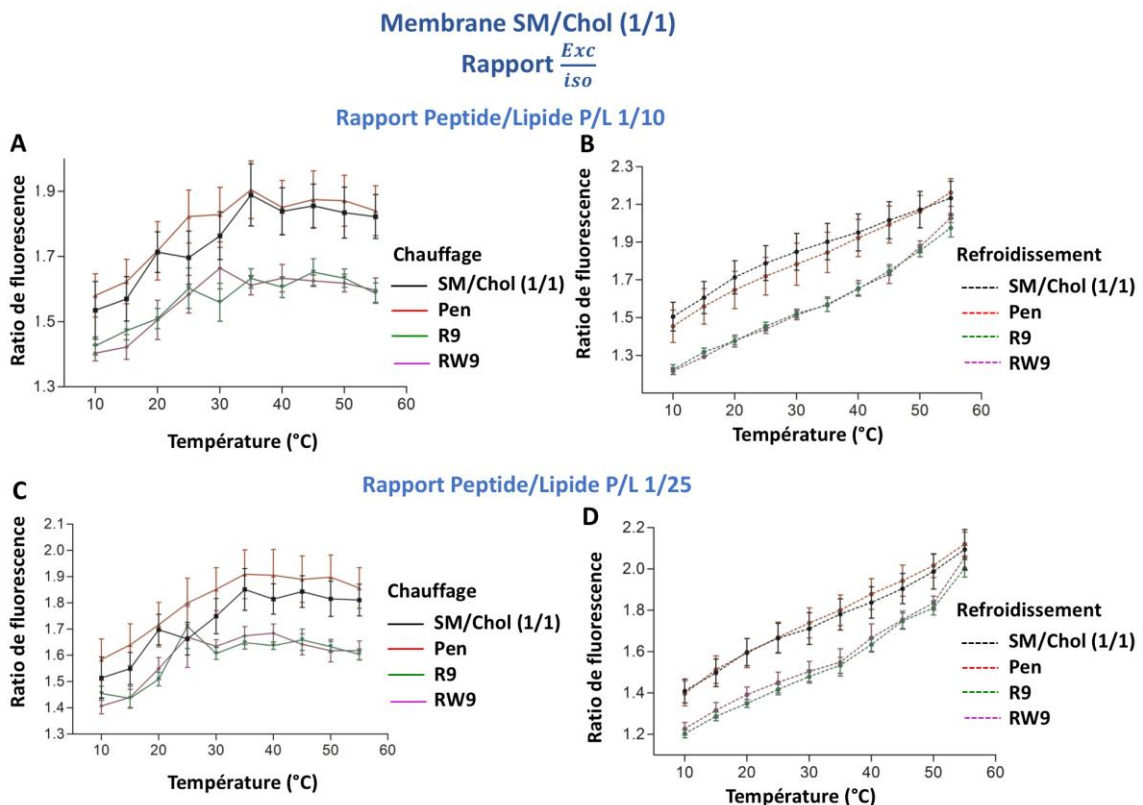 Membrane SM/Chol (1/1)
Rapport Exc/iso
Rapport Peptide/Lipide P/L 1/10
A
Ratio de fluorescence
1.9
1.7
1.5
1.3
10 20 30 40 50 60
Température (°C)
Chauffage
SM/Chol (1/1)
Pen
R9
RW9
B
Ratio de fluorescence
2.3
2.1
1.9
1.7
1.5
1.3
10 20 30 40 50 60
Température (°C)
Refroidissement
SM/Chol (1/1)
Pen
R9
RW9
Rapport Peptide/Lipide P/L 1/25
C
Ratio de fluorescence
2.1
2.0
1.9
1.8
1.7
1.6
1.5
1.4
1.3
10 20 30 40 50 60
Température (°C)
Chauffage
SM/Chol (1/1)
Pen
R9
RW9
D
Ratio de fluorescence
2.2
2.0
1.8
1.6
1.4
1.2
10 20 30 40 50 60
Température (°C)
Refroidissement
SM/Chol (1/1)
Pen
R9
RW9